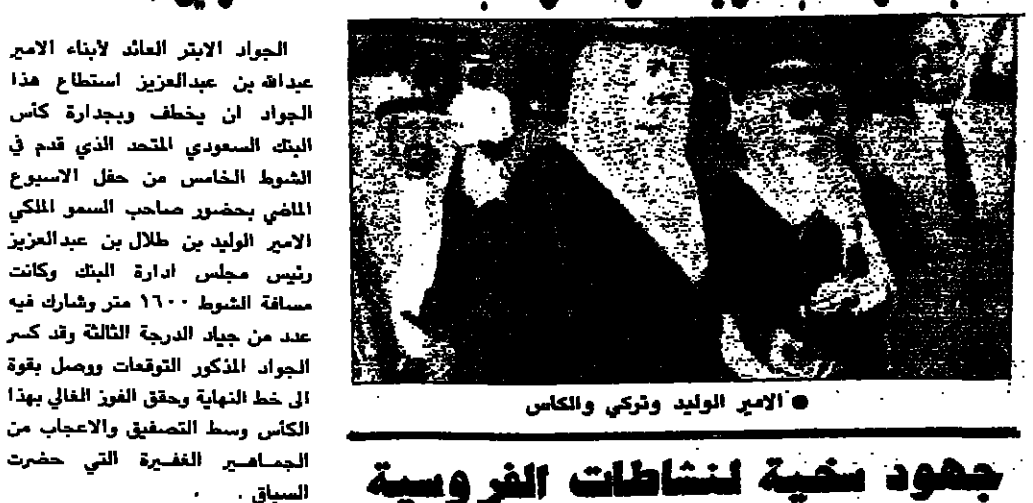 الجواد الابتر العائد لأبناء الامير
عبدالله بن عبدالعزيز استطاع هذا
الجواد ان يخطف وبجدارة كأس
البنك السعودي المتحد الذي قدم في
الشوط الخامس من حفل الاسبوع
الماضي بحضور صاحب السمو الملكي
الامير الوليد بن طلال بن عبدالعزيز
رئيس مجلس ادارة البنك وكانت
مسافة الشوط ١٦٠٠ متر وشارك فيه
عدد من جياد الدرجة الثالثة وقد كسر
الجواد المذكور التوقعات ووصل بقوة
الى خط النهاية وحقق الفوز الغالي بهذا
الكأس وسط التصفيق والاعجاب من
الجماهير الغفيرة التي حضرت
السباق .
● الامير الوليد وتركي والكاس
جهود سخية لنشاطات الفروسية